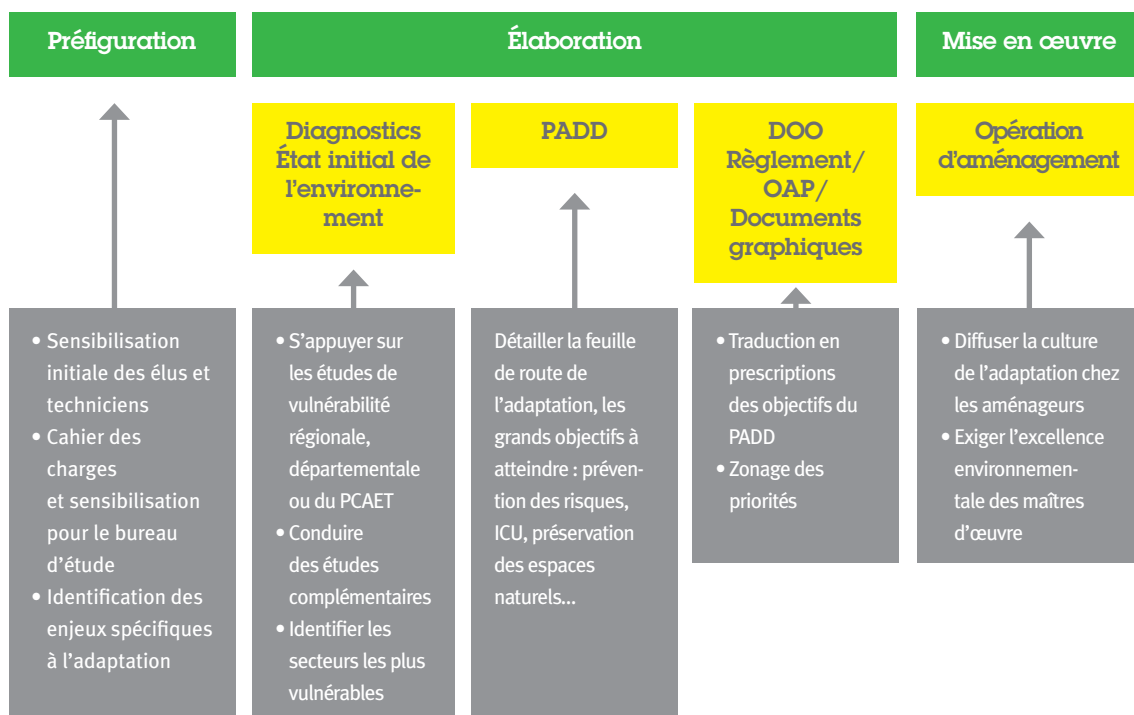 Préfiguration
Élaboration
Mise en œuvre
Diagnostics
État initial de
l'environne-
ment
PADD
DOO
Règlement/
OAP/
Documents
graphiques
Opération
d'aménagement
• Sensibilisation
initiale des élus et
techniciens
• Cahier des
charges
et sensibilisation
pour le bureau
d'étude
• Identification des
enjeux spécifiques
à l'adaptation
• S'appuyer sur
les études de
vulnérabilité
régionale,
départementale
ou du PCAET
• Conduire
des études
complémentaires
• Identifier les
secteurs les plus
vulnérables
Détailler la feuille
de route de
l'adaptation, les
grands objectifs à
atteindre : préven-
tion des risques,
ICU, préservation
des espaces
naturels...
• Traduction en
prescriptions
des objectifs du
PADD
• Zonage des
priorités
• Diffuser la culture
de l'adaptation chez
les aménageurs
• Exiger l'excellence
environnemen-
tale des maîtres
d'œuvre